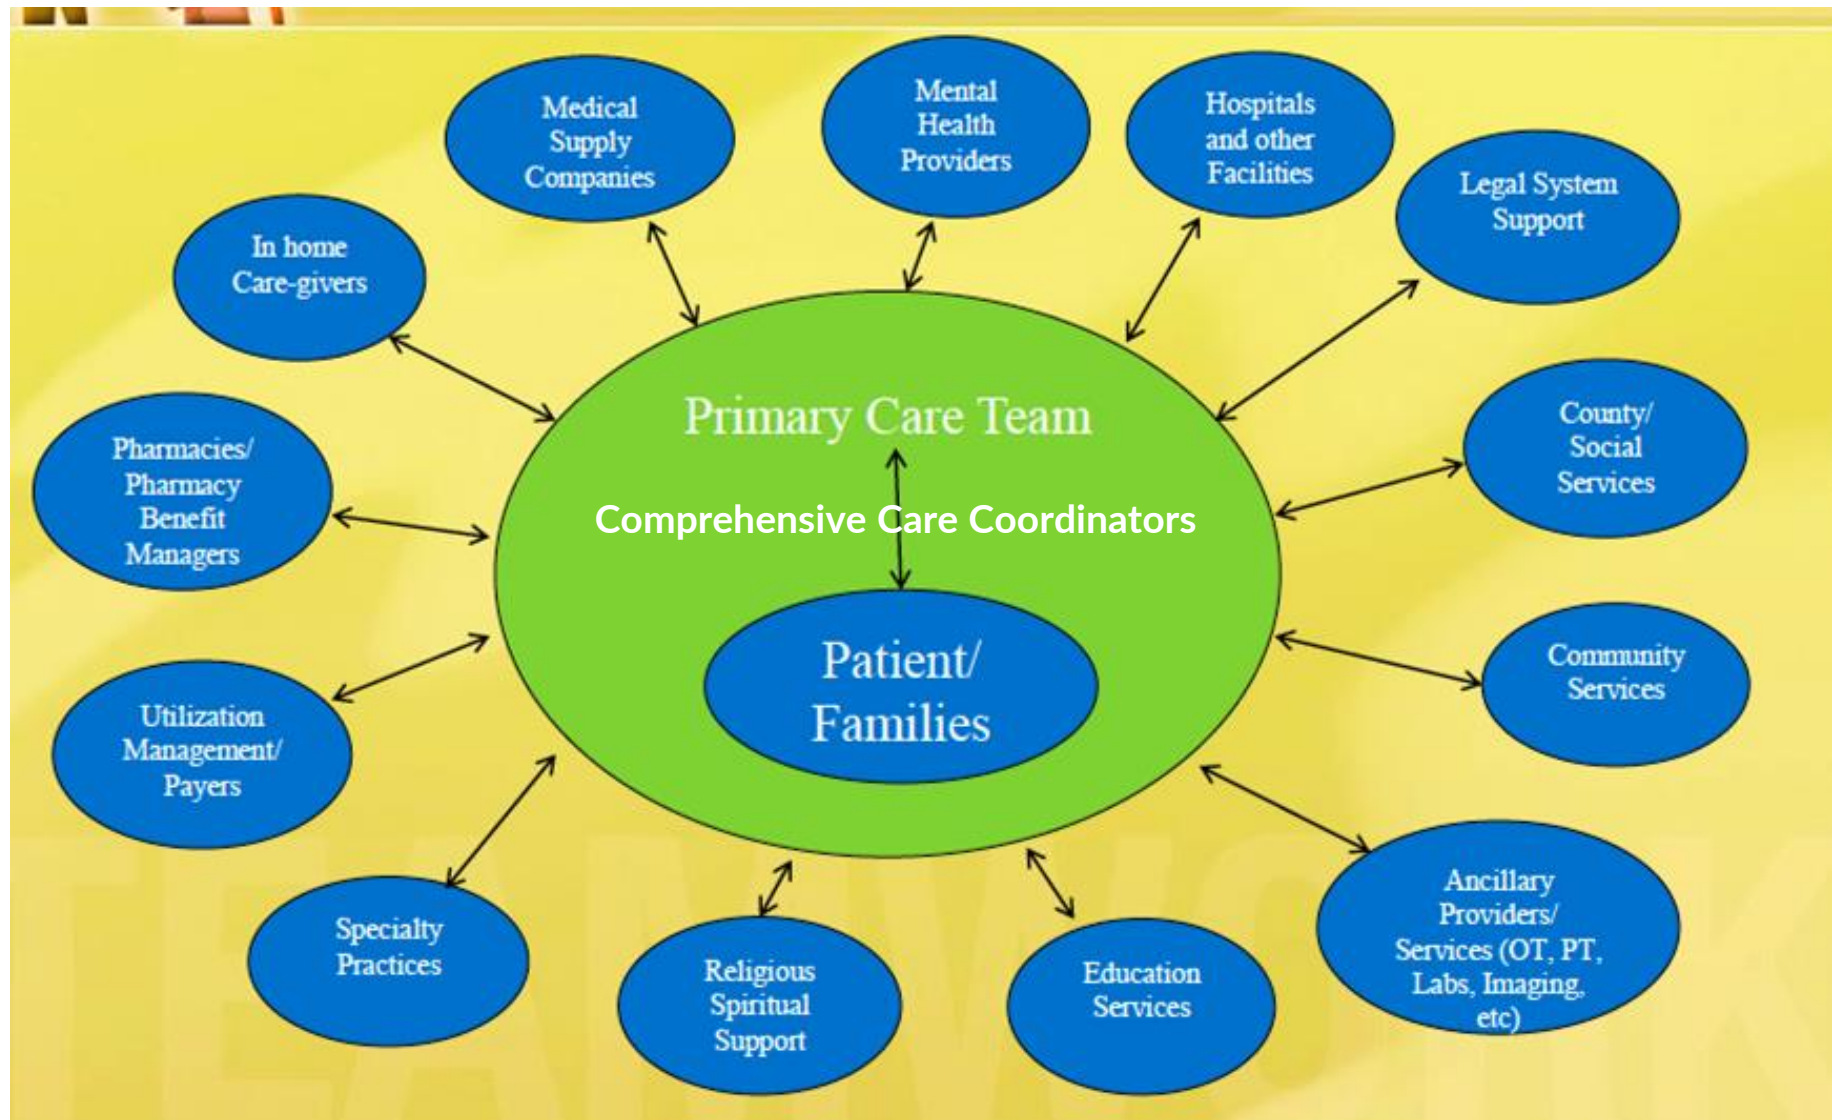 Medical
Supply
Companies
Mental
Health
Providers
Hospitals
and other
Facilities
Legal System
Support
In home
Care-givers
County/
Social
Services
Pharmacies/
Pharmacy
Benefit
Managers
Primary Care Team
Comprehensive Care Coordinators
Patient/
Families
Community
Services
Utilization
Management/
Payers
Ancillary
Providers/
Services (OT, PT,
Labs, Imaging,
etc)
Specialty
Practices
Religious
Spiritual
Support
Education
Services
TEAMWORK